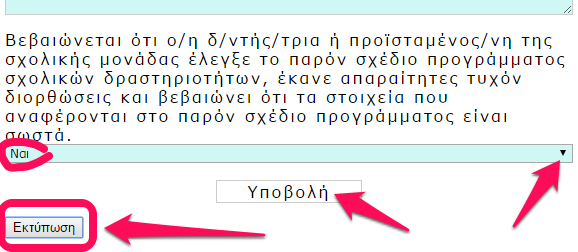 Βεβαιώνεται ότι ο/η δ/ντής/τρια ή προϊσταμένος/νη της
σχολικής μονάδας έλεγξε το παρόν σχέδιο προγράμματος
σχολικών δραστηριοτήτων, έκανε απαραίτητες τυχόν
διορθώσεις και βεβαιώνει ότι τα στοιχεία που
αναφέρονται στο παρόν σχέδιο προγράμματος είναι
σωστά.
Ναι
Υποβολή
Εκτύπωση